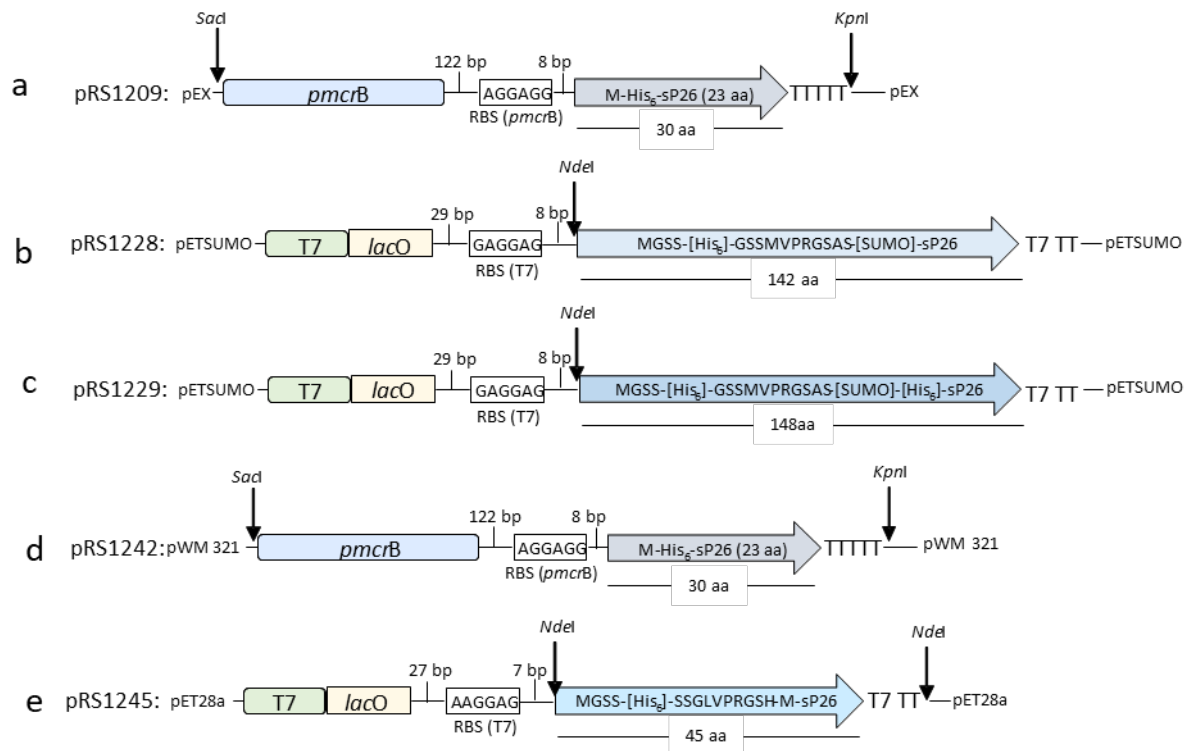 SacI
KpnI
122 bp
8 bp
a
pRS1209:
pEX
pmcrB
AGGAGG
M-His6-sP26 (23 aa)
TTTTT
pEX
RBS (pmcrB)
30 aa
NdeI
29 bp
8 bp
b
pRS1228:
pETSUMO
T7
lacO
GAGGAG
MGSS-[His6]-GSSMVPRGSAS-[SUMO]-sP26
T7 TT
pETSUMO
RBS (T7)
142 aa
NdeI
29 bp
8 bp
c
pRS1229:
pETSUMO
T7
lacO
GAGGAG
MGSS-[His6]-GSSMVPRGSAS-[SUMO]-[His6]-sP26
T7 TT
pETSUMO
RBS (T7)
148aa
SacI
KpnI
122 bp
8 bp
d
pRS1242:
pWM 321
pmcrB
AGGAGG
M-His6-sP26 (23 aa)
TTTTT
pWM 321
RBS (pmcrB)
30 aa
NdeI
NdeI
27 bp
7 bp
e
pRS1245:
pET28a
T7
lacO
AAGGAG
MGSS-[His6]-SSGLVPRGSH-M-sP26
T7 TT
pET28a
RBS (T7)
45 aa